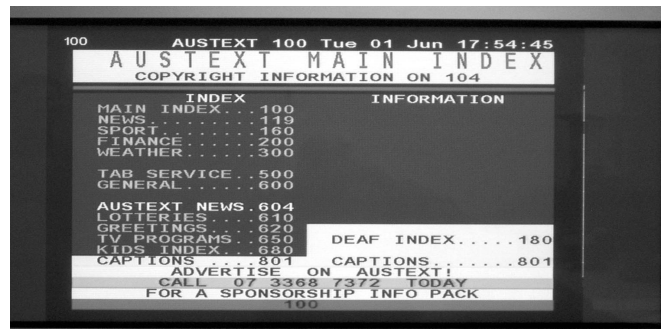 100 AUSTEXT 100 Tue 01 Jun 17:54:45
AUSTEXT MAIN INDEX
COPYRIGHT INFORMATION ON 104
INDEX INFORMATION
MAIN INDEX...100
NEWS.........119
SPORT........160
FINANCE......200
WEATHER......300
TAB SERVICE..500
GENERAL......600
AUSTEXT NEWS.604
LOTTERIES....610
GREETINGS....620
TV PROGRAMS..650 DEAF INDEX.....180
KIDS INDEX...680
CAPTIONS ....801 CAPTIONS.......801
ADVERTISE ON AUSTEXT!
CALL 07 3368 7372 TODAY
FOR A SPONSORSHIP INFO PACK
100